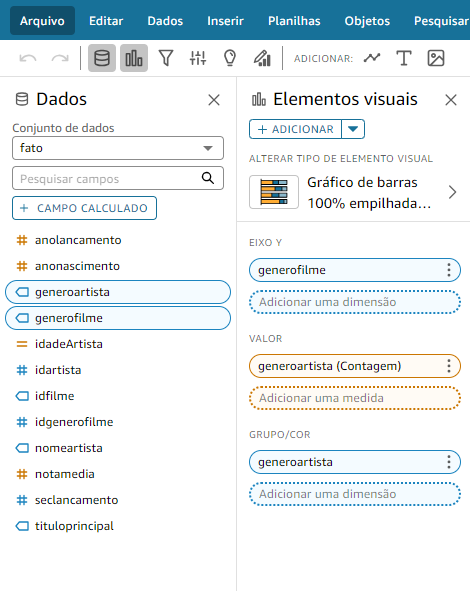 Arquivo Editar Dados Inserir Planilhas Objetos Pesquisar
ADICIONAR:
Dados
Conjunto de dados
fato
Pesquisar campos
+ CAMPO CALCULADO
anolancamento
anonascimento
generoartista
generofilme
idadeArtista
idartista
idfilme
idgenerofilme
nomeartista
notamedia
seclancamento
tituloprincipal
Elementos visuais
+ ADICIONAR
ALTERAR TIPO DE ELEMENTO VISUAL
Gráfico de barras
100% empilhada...
EIXO Y
generofilme
Adicionar uma dimensão
VALOR
generoartista (Contagem)
Adicionar uma medida
GRUPO/COR
generoartista
Adicionar uma dimensão